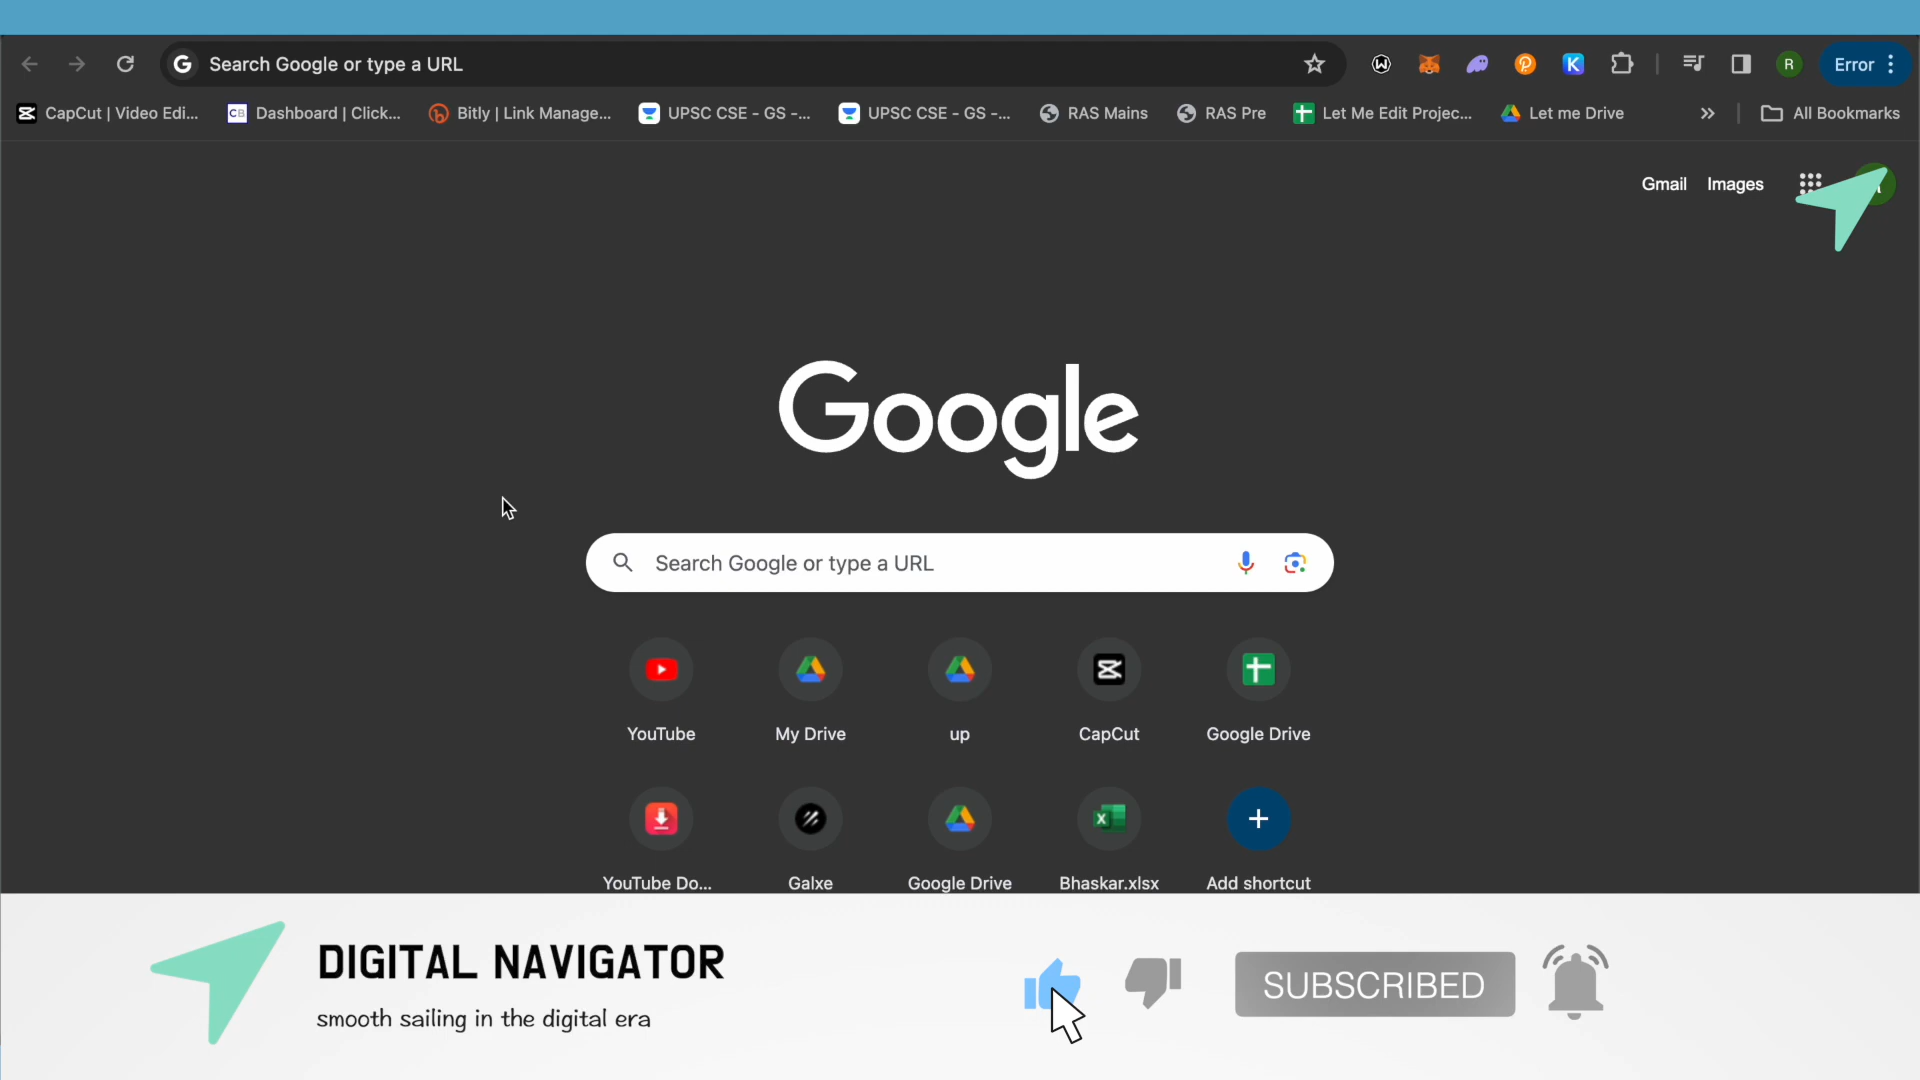 Search Google or type a URL
R
Error
CapCut | Video Edi...
CB
Dashboard | Click...
Bitly | Link Manage...
UPSC CSE - GS -...
UPSC CSE - GS -...
RAS Mains
RAS Pre
Let Me Edit Projec...
Let me Drive
All Bookmarks
Gmail
Images
Google
Search Google or type a URL
YouTube
My Drive
up
CapCut
Google Drive
YouTube Do...
Galxe
Google Drive
Bhaskar.xlsx
Add shortcut
DIGITAL NAVIGATOR
smooth sailing in the digital era
SUBSCRIBED